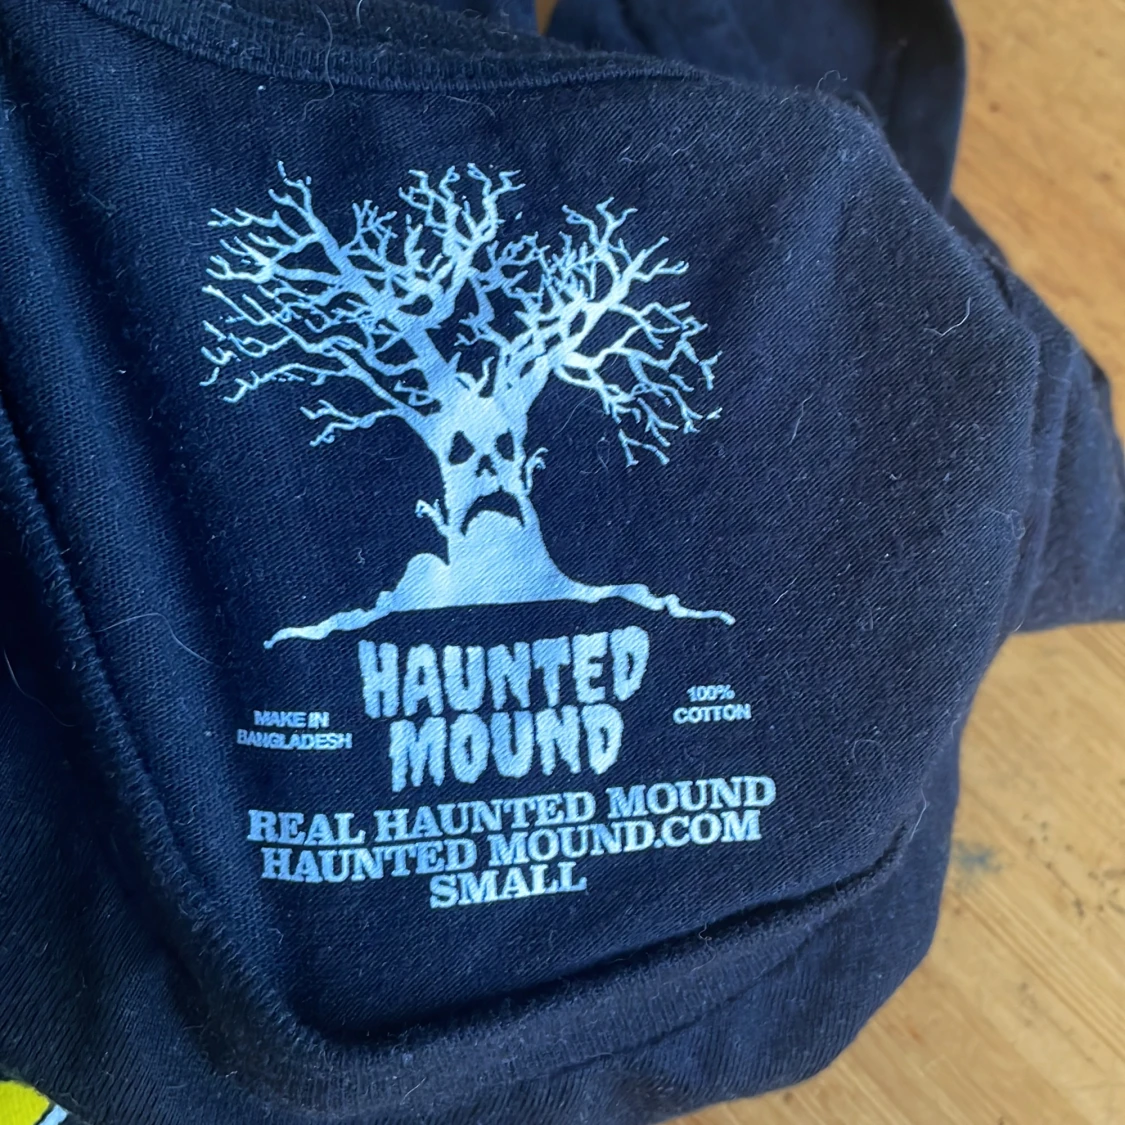 HAUNTED
MOUND
MAKE IN
BANGLADESH
100%
COTTON
REAL HAUNTED MOUND
HAUNTED MOUND.COM
SMALL